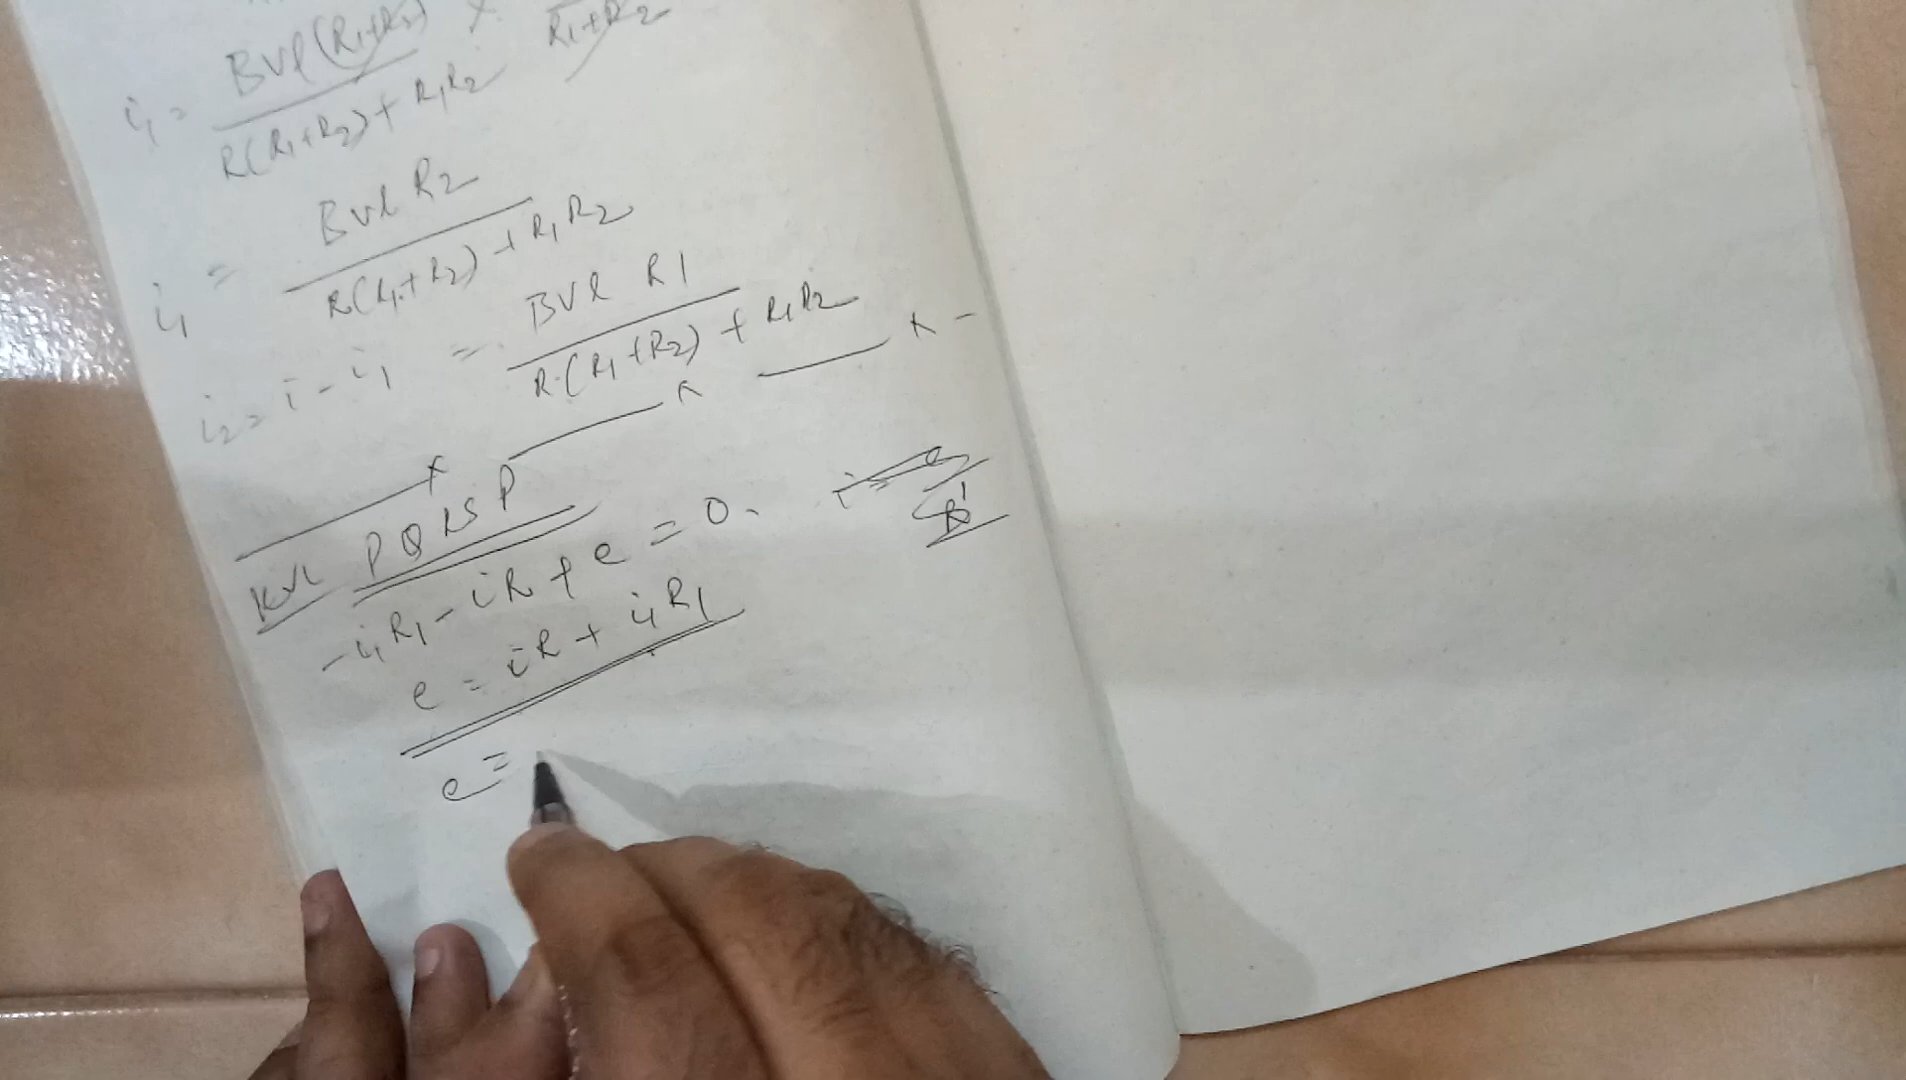 i₁ = BVl(R₁+R₂) / R(R₁+R₂)+R₁R₂ × R₁+R₂
i₁ = BVl R₂ / R(R₁+R₂)+R₁R₂
i₂ = i - i₁ = BVl R1 / R.(R₁+R₂)+R₁R₂
KVL PQRSP
-i₁R₁ - iR + e = 0.
e = iR + i₁R₁
e =